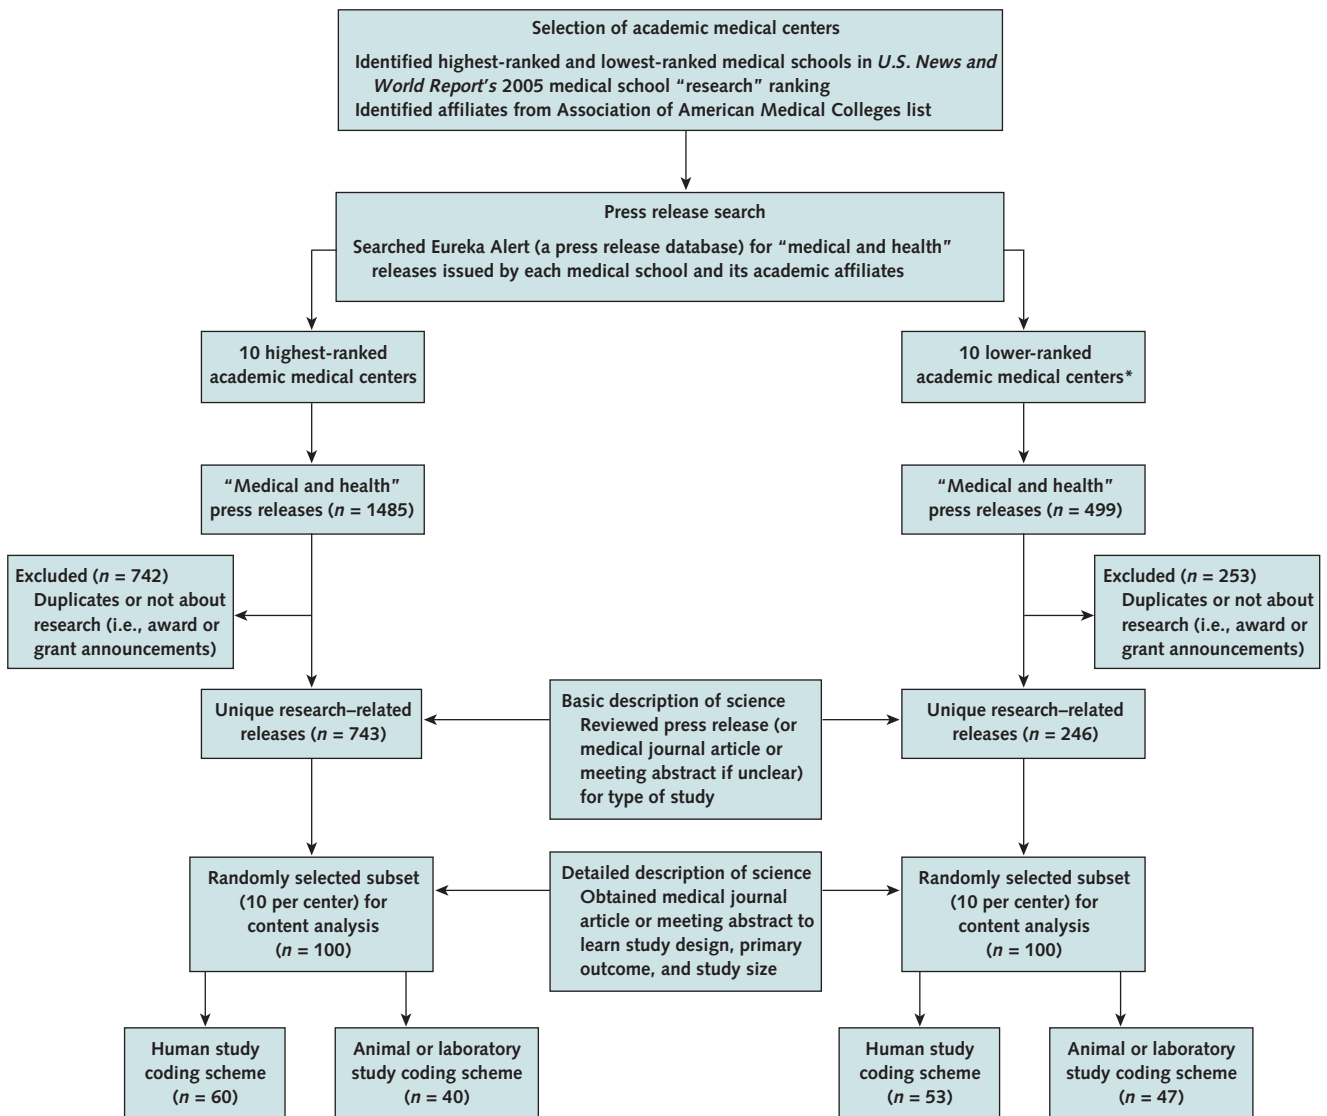 Selection of academic medical centers
Identified highest-ranked and lowest-ranked medical schools in U.S. News and
World Report's 2005 medical school “research” ranking
Identified affiliates from Association of American Medical Colleges list
Press release search
Searched Eureka Alert (a press release database) for “medical and health”
releases issued by each medical school and its academic affiliates
10 highest-ranked
academic medical centers
10 lower-ranked
academic medical centers*
“Medical and health”
press releases (n = 1485)
“Medical and health”
press releases (n = 499)
Excluded (n = 742)
Duplicates or not about
research (i.e., award or
grant announcements)
Excluded (n = 253)
Duplicates or not about
research (i.e., award or
grant announcements)
Unique research–related
releases (n = 743)
Basic description of science
Reviewed press release (or
medical journal article or
meeting abstract if unclear)
for type of study
Unique research–related
releases (n = 246)
Randomly selected subset
(10 per center) for
content analysis
(n = 100)
Detailed description of science
Obtained medical journal
article or meeting abstract to
learn study design, primary
outcome, and study size
Randomly selected subset
(10 per center) for
content analysis
(n = 100)
Human study
coding scheme
(n = 60)
Animal or laboratory
study coding scheme
(n = 40)
Human study
coding scheme
(n = 53)
Animal or laboratory
study coding scheme
(n = 47)